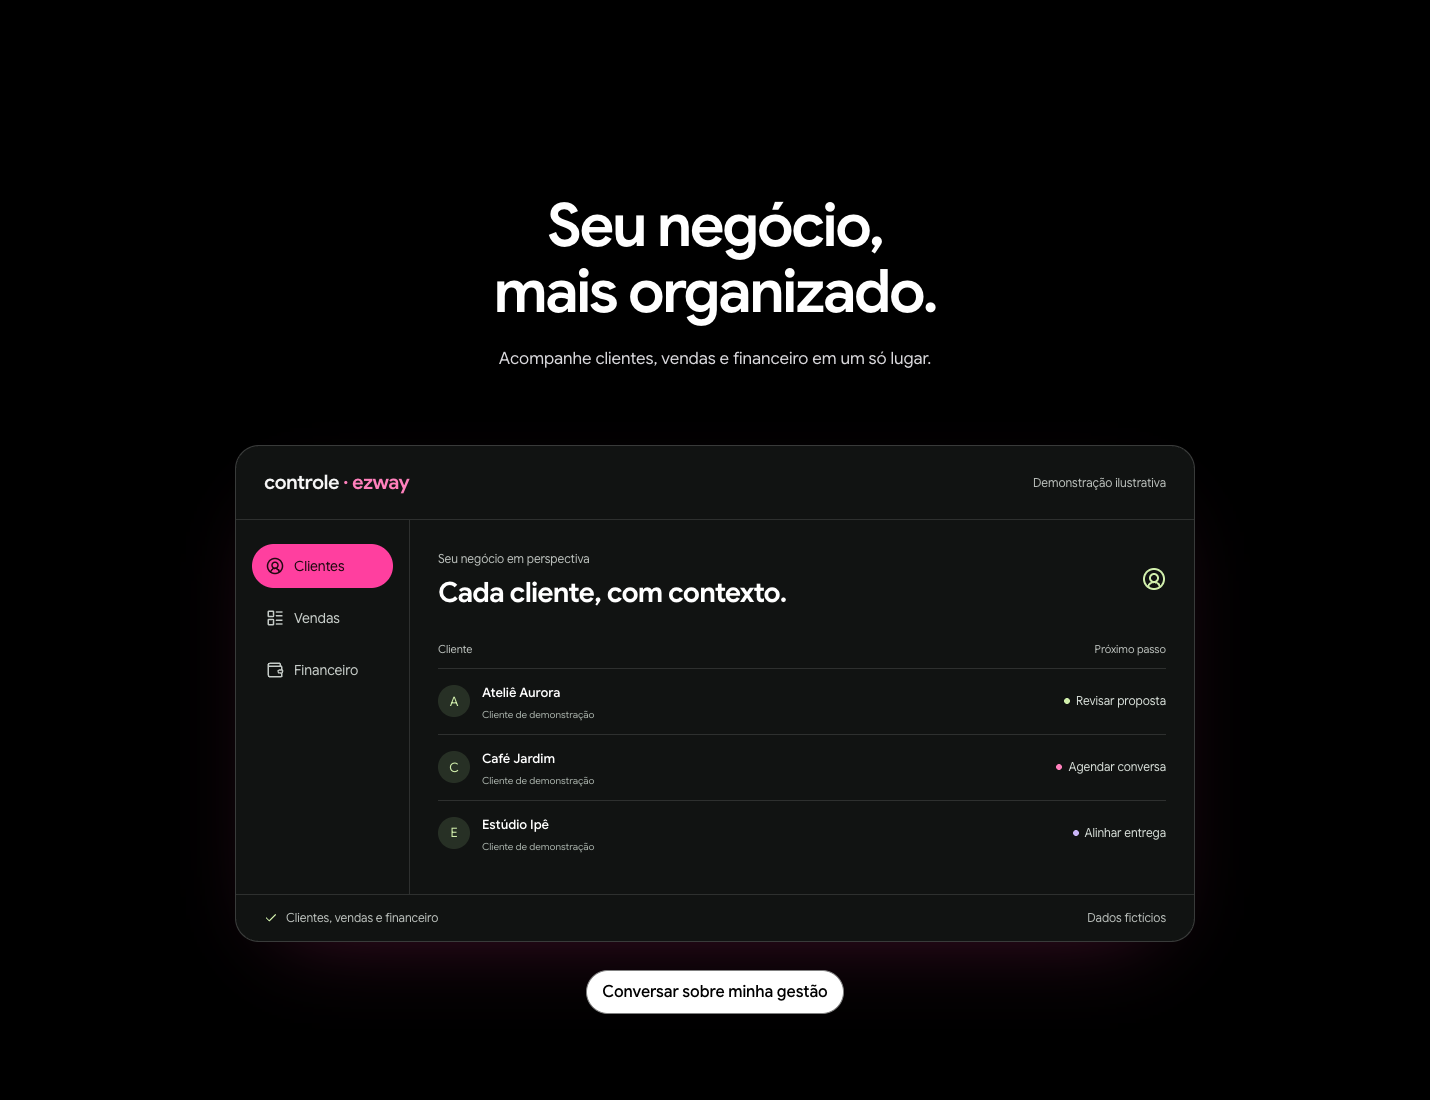 Seu negócio,
mais organizado.
Acompanhe clientes, vendas e financeiro em um só lugar.
controle · ezway
Demonstração ilustrativa
Clientes
Vendas
Financeiro
Seu negócio em perspectiva
Cada cliente, com contexto.
Cliente
Próximo passo
A
Ateliê Aurora
Cliente de demonstração
Revisar proposta
C
Café Jardim
Cliente de demonstração
Agendar conversa
E
Estúdio Ipê
Cliente de demonstração
Alinhar entrega
Clientes, vendas e financeiro
Dados fictícios
Conversar sobre minha gestão